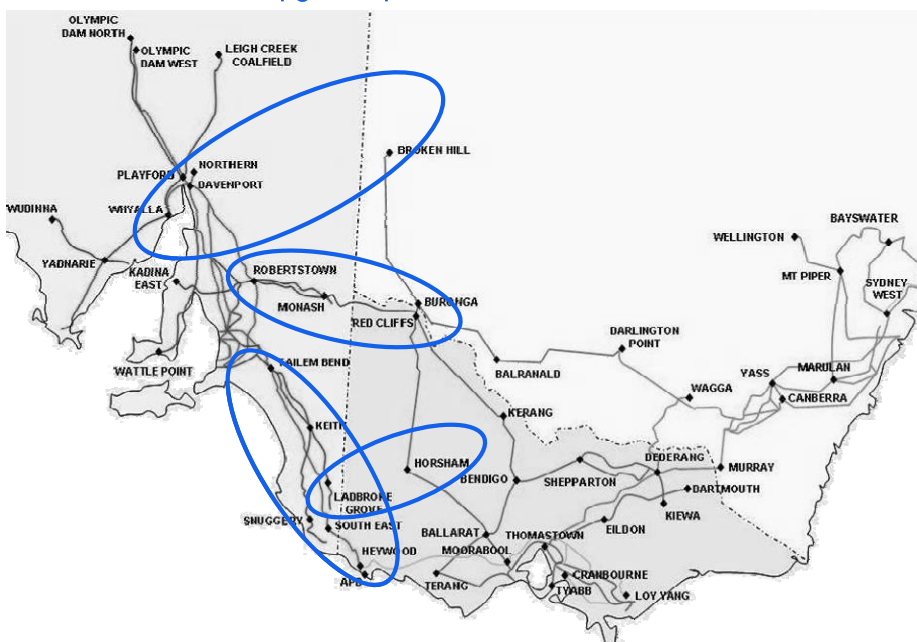 OLYMPIC
DAM NORTH
OLYMPIC
DAM WEST
LEIGH CREEK
COALFIELD
NORTHERN
PLAYFORD
DAVENPORT
BROKEN HILL
WUDINNA
WHYALLA
YADNARIE
KADINA
EAST
ROBERTSTOWN
MONASH
BURONGA
RED CLIFFS
WELLINGTON
BAYSWATER
MT PIPER
SYDNEY
WEST
WATTLE POINT
TAILEM BEND
BALRANALD
DARLINGTON
POINT
YASS
MARULAN
WAGGA
CANBERRA
KEITH
KERANG
HORSHAM
BENDIGO
SHEPPARTON
DEDERANG
MURRAY
DARTMOUTH
KIEWA
LADBROKE
GROVE
SNUGGERY
SOUTH EAST
BALLARAT
THOMASTOWN
EILDON
HEYWOOD
MOORABOOL
APD
TERANG
CRANBOURNE
TYABB
LOY YANG